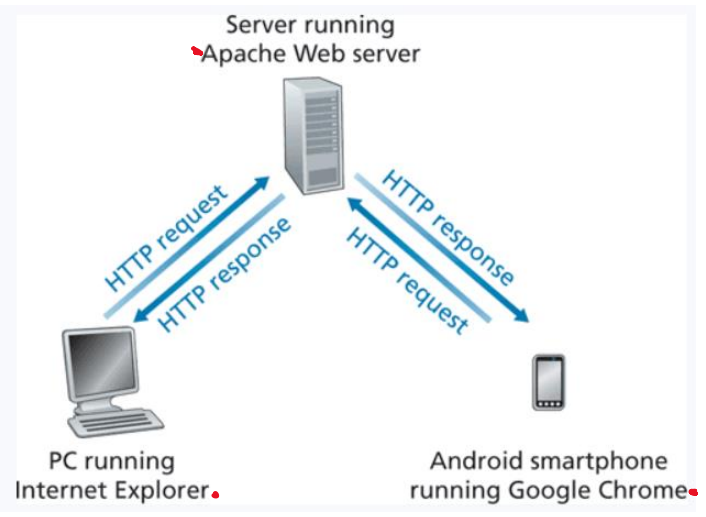 Server running
Apache Web server
HTTP request
HTTP response
HTTP response
HTTP request
PC running
Internet Explorer
Android smartphone
running Google Chrome